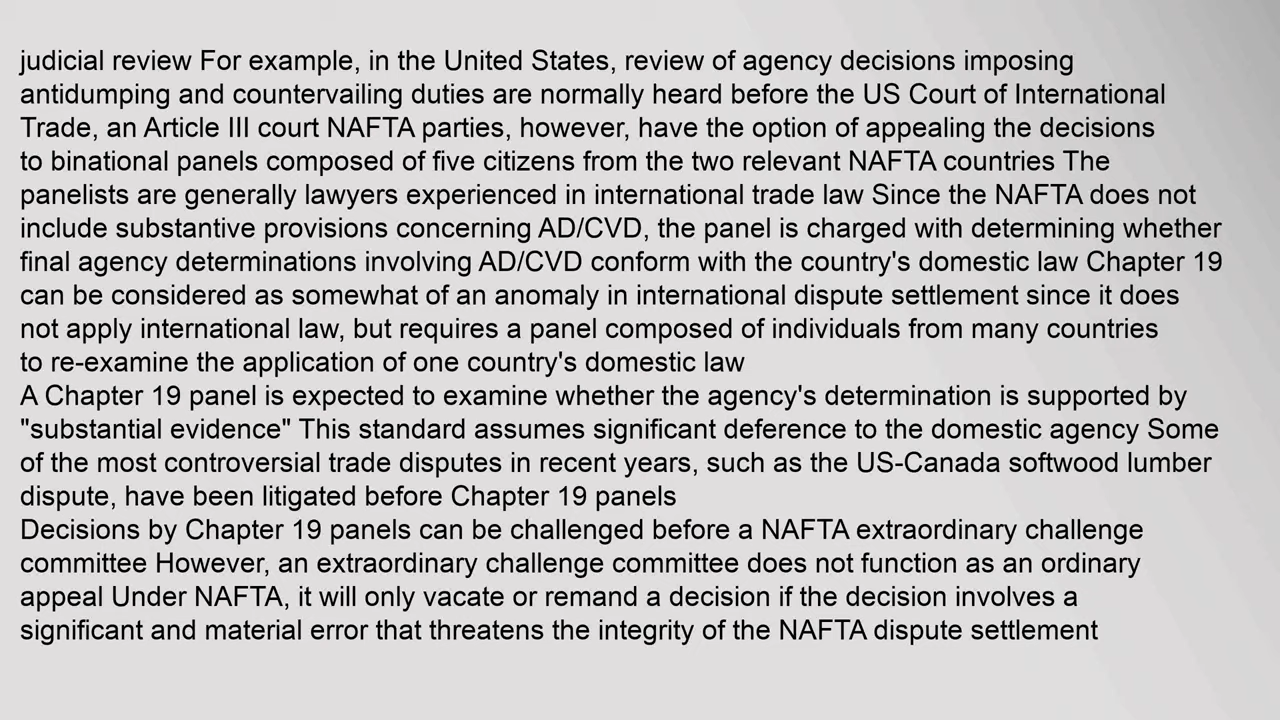 judicial review For example, in the United States, review of agency decisions imposing
antidumping and countervailing duties are normally heard before the US Court of International
Trade, an Article III court NAFTA parties, however, have the option of appealing the decisions
to binational panels composed of five citizens from the two relevant NAFTA countries The
panelists are generally lawyers experienced in international trade law Since the NAFTA does not
include substantive provisions concerning AD/CVD, the panel is charged with determining whether
final agency determinations involving AD/CVD conform with the country's domestic law Chapter 19
can be considered as somewhat of an anomaly in international dispute settlement since it does
not apply international law, but requires a panel composed of individuals from many countries
to re-examine the application of one country's domestic law
A Chapter 19 panel is expected to examine whether the agency's determination is supported by
"substantial evidence" This standard assumes significant deference to the domestic agency Some
of the most controversial trade disputes in recent years, such as the US-Canada softwood lumber
dispute, have been litigated before Chapter 19 panels
Decisions by Chapter 19 panels can be challenged before a NAFTA extraordinary challenge
committee However, an extraordinary challenge committee does not function as an ordinary
appeal Under NAFTA, it will only vacate or remand a decision if the decision involves a
significant and material error that threatens the integrity of the NAFTA dispute settlement